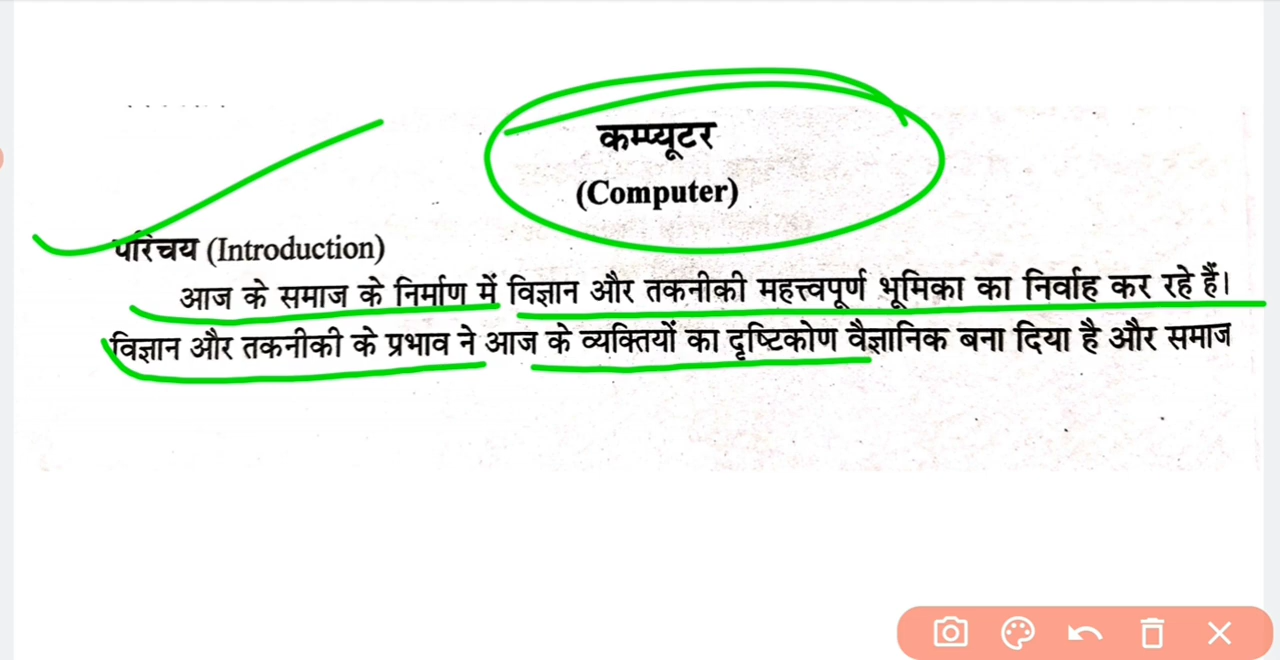 कम्प्यूटर
(Computer)
परिचय (Introduction)
आज के समाज के निर्माण में विज्ञान और तकनीकी महत्त्वपूर्ण भूमिका का निर्वाह कर रहे हैं।
विज्ञान और तकनीकी के प्रभाव ने आज के व्यक्तियों का दृष्टिकोण वैज्ञानिक बना दिया है और समाज